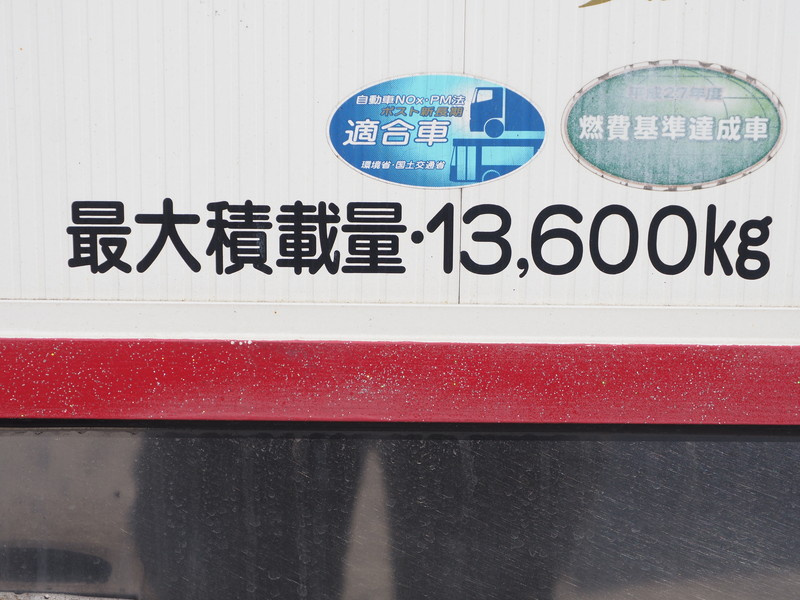 自動車NOx・PM法
ポスト新長期
適合車
環境省・国土交通省
平成27年度
燃費基準達成車
最大積載量・13,600kg